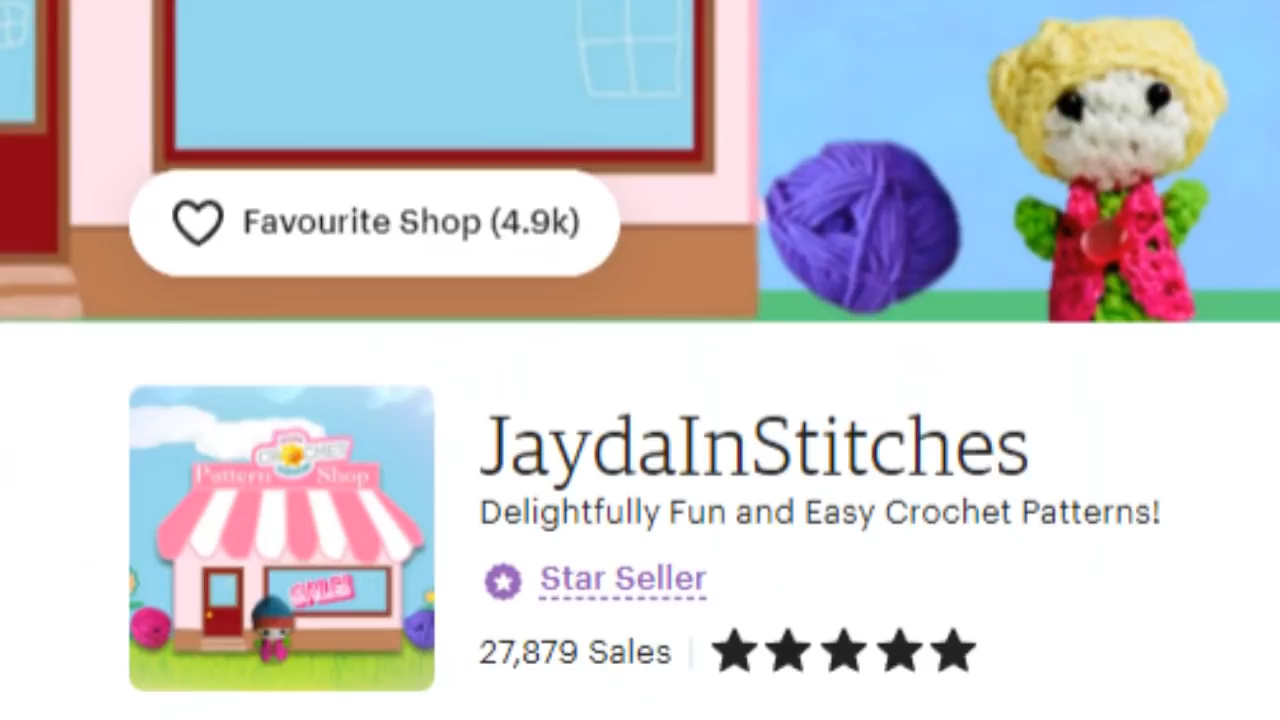 Favourite Shop (4.9k)
CROCHET
Pattern Shop
SALE!
JaydaInStitches
Delightfully Fun and Easy Crochet Patterns!
Star Seller
27,879 Sales